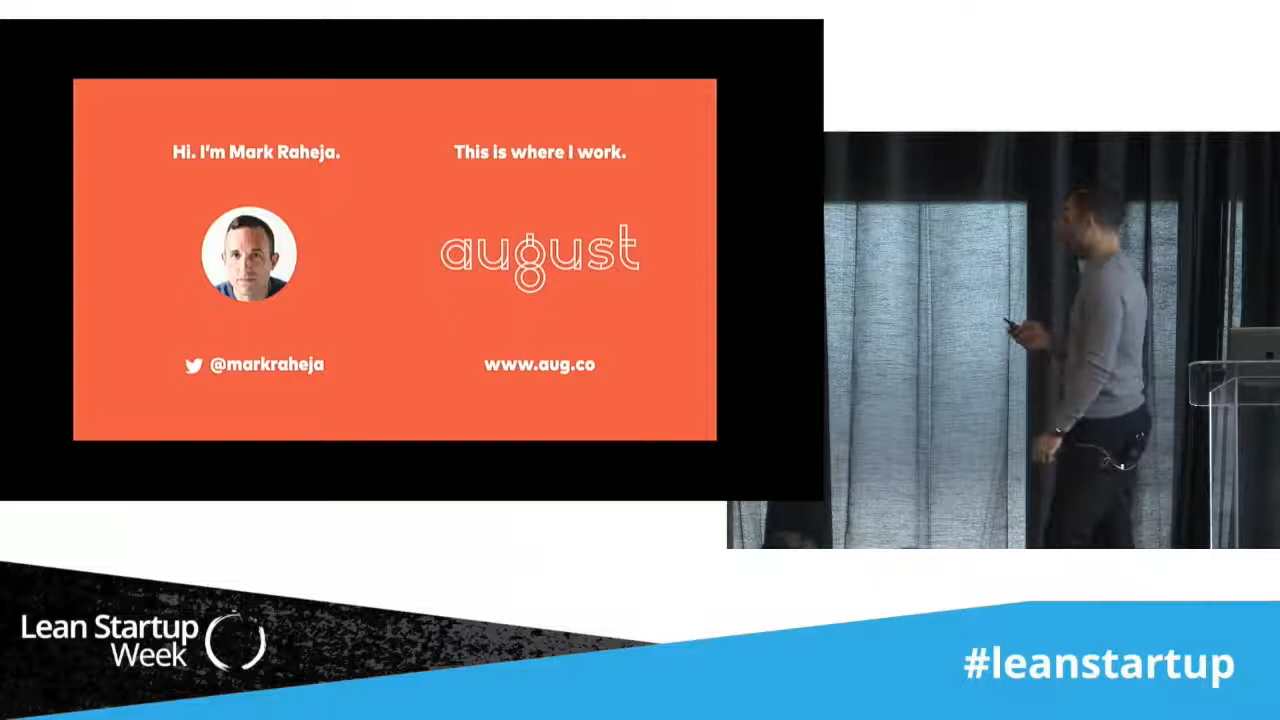 Hi. I'm Mark Raheja.
This is where I work.
august
@markraheja
www.aug.co
Lean Startup
Week
#leanstartup